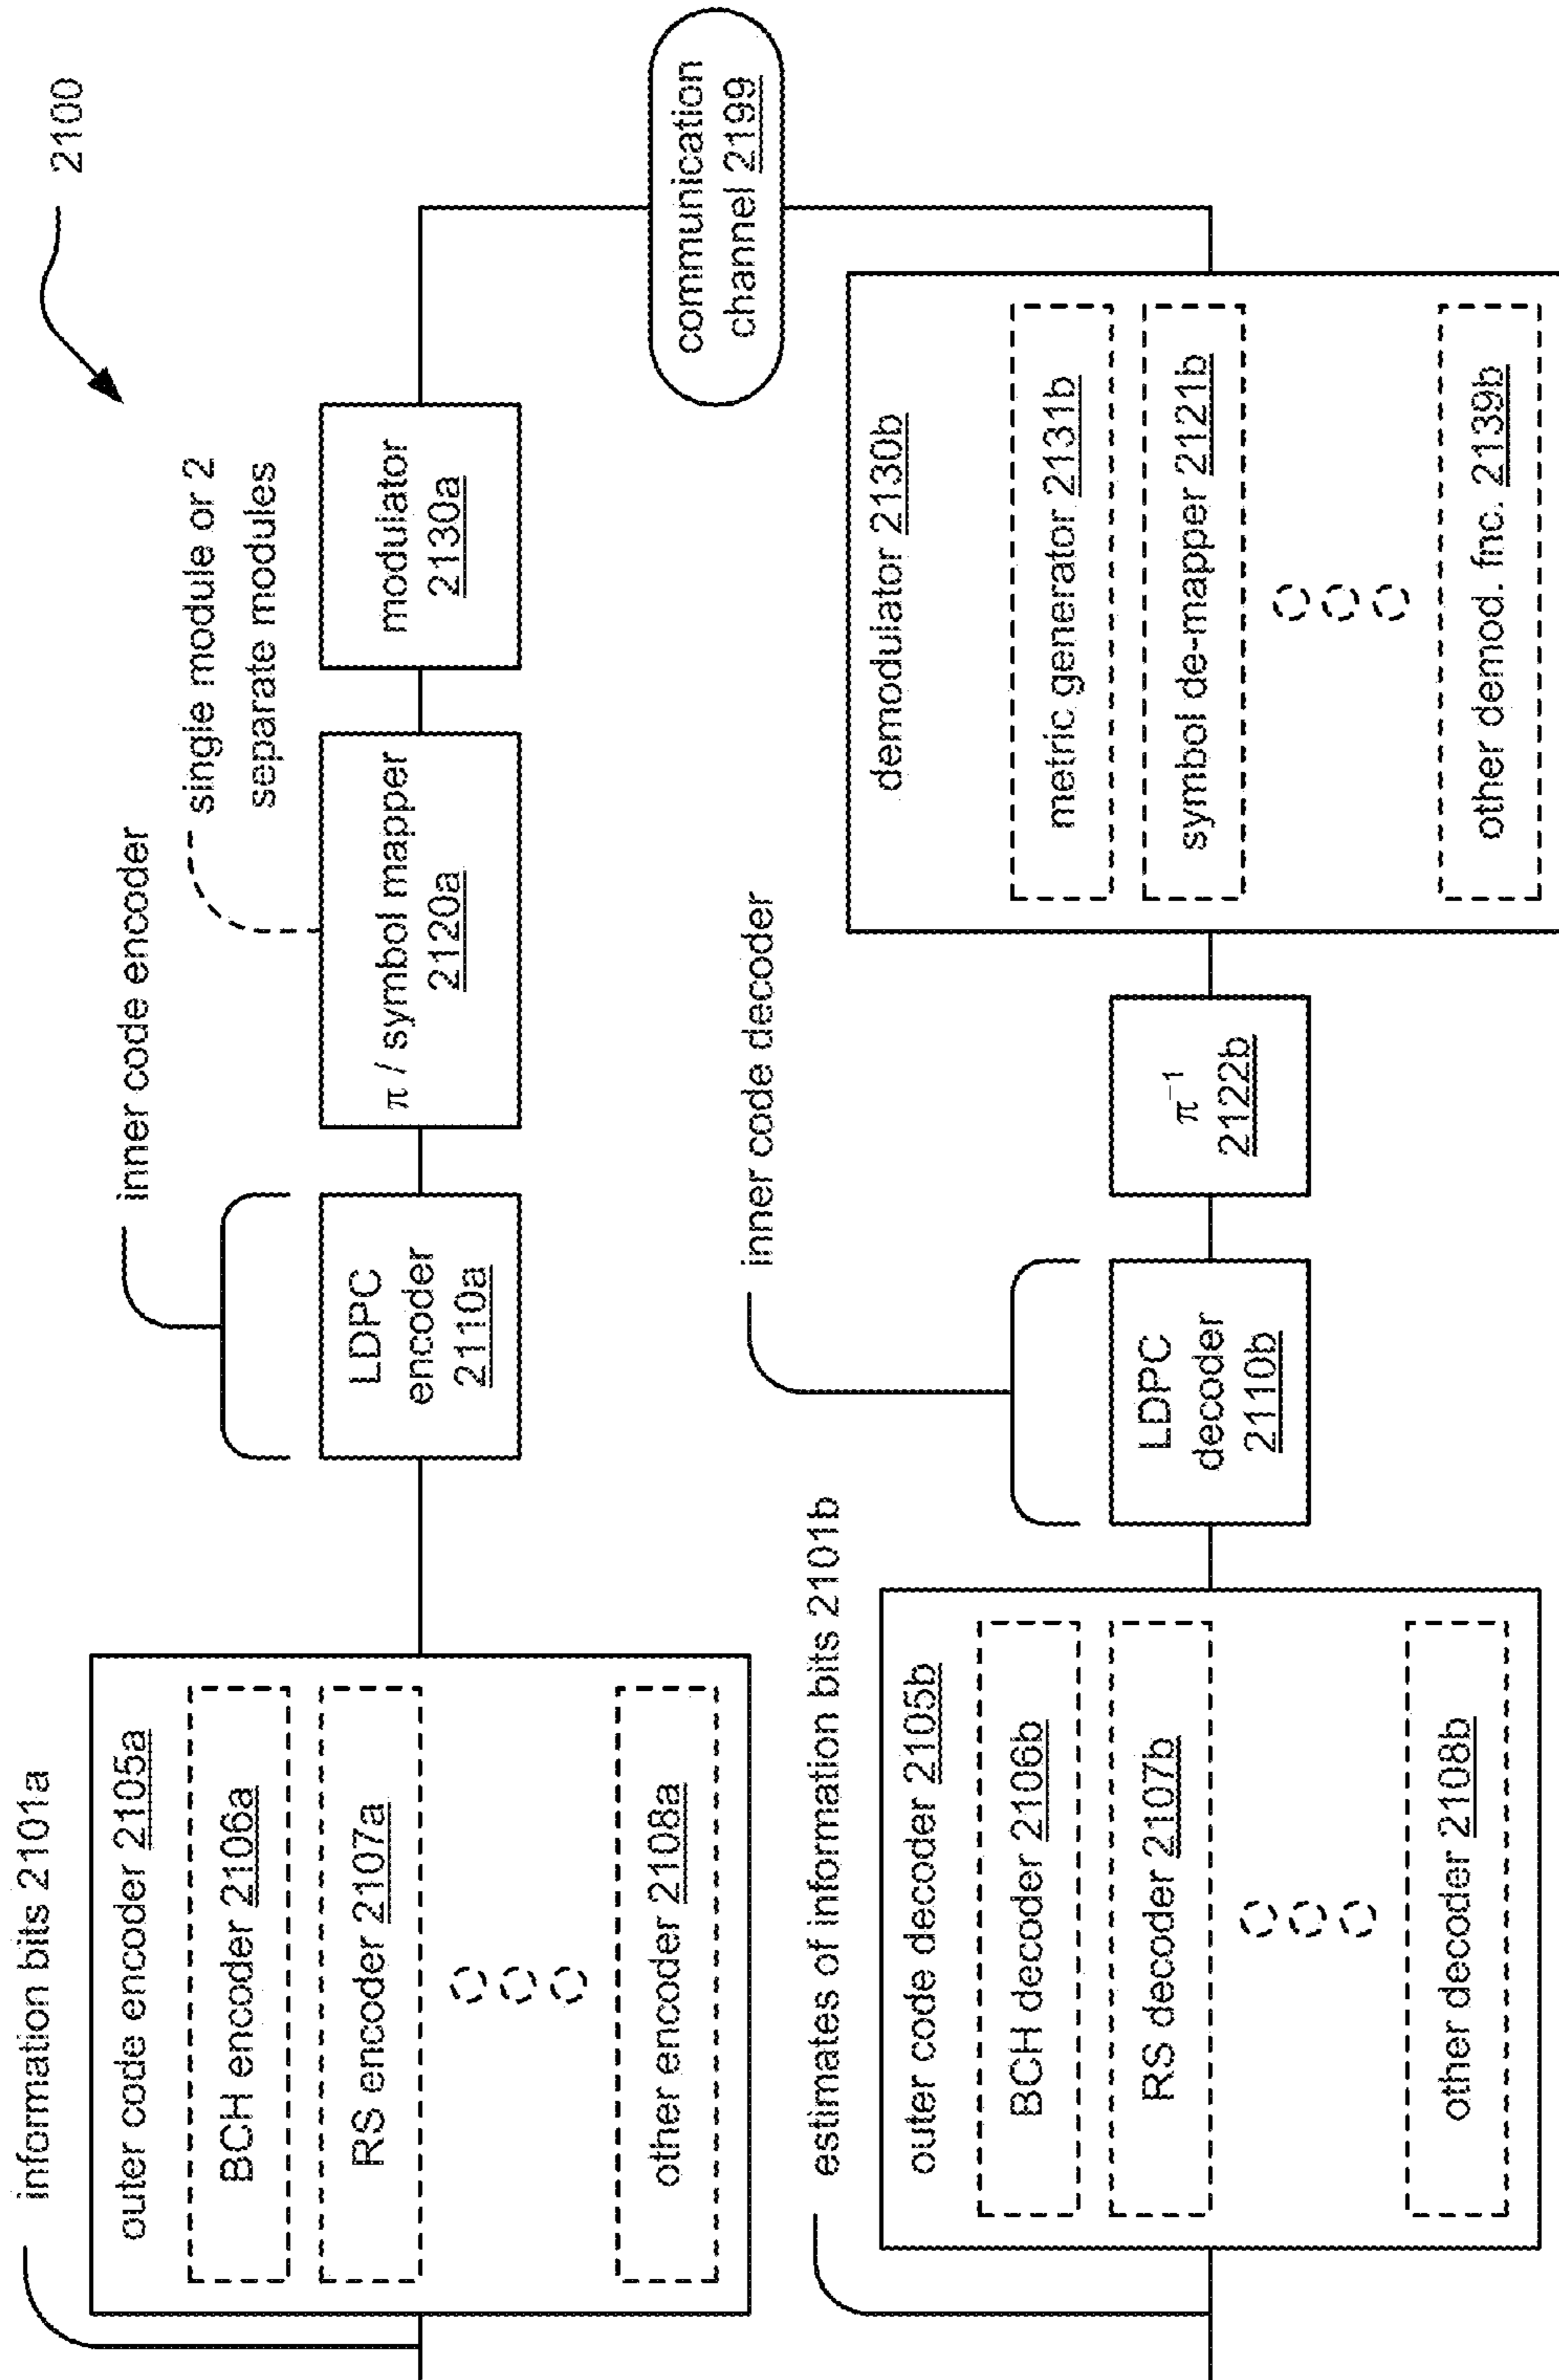 2100
information bits 2101a
outer code encoder 2105a
BCH encoder 2106a
RS encoder 2107a
other encoder 2108a
inner code encoder
LDPC
encoder
2110a
single module or 2
separate modules
π / symbol mapper
2120a
modulator
2130a
communication
channel 2199
estimates of information bits 2101b
outer code decoder 2105b
BCH decoder 2106b
RS decoder 2107b
other decoder 2108b
inner code decoder
LDPC
decoder
2110b
π⁻¹
2122b
demodulator 2130b
metric generator 2131b
symbol de-mapper 2121b
other demod. fnc. 2139b